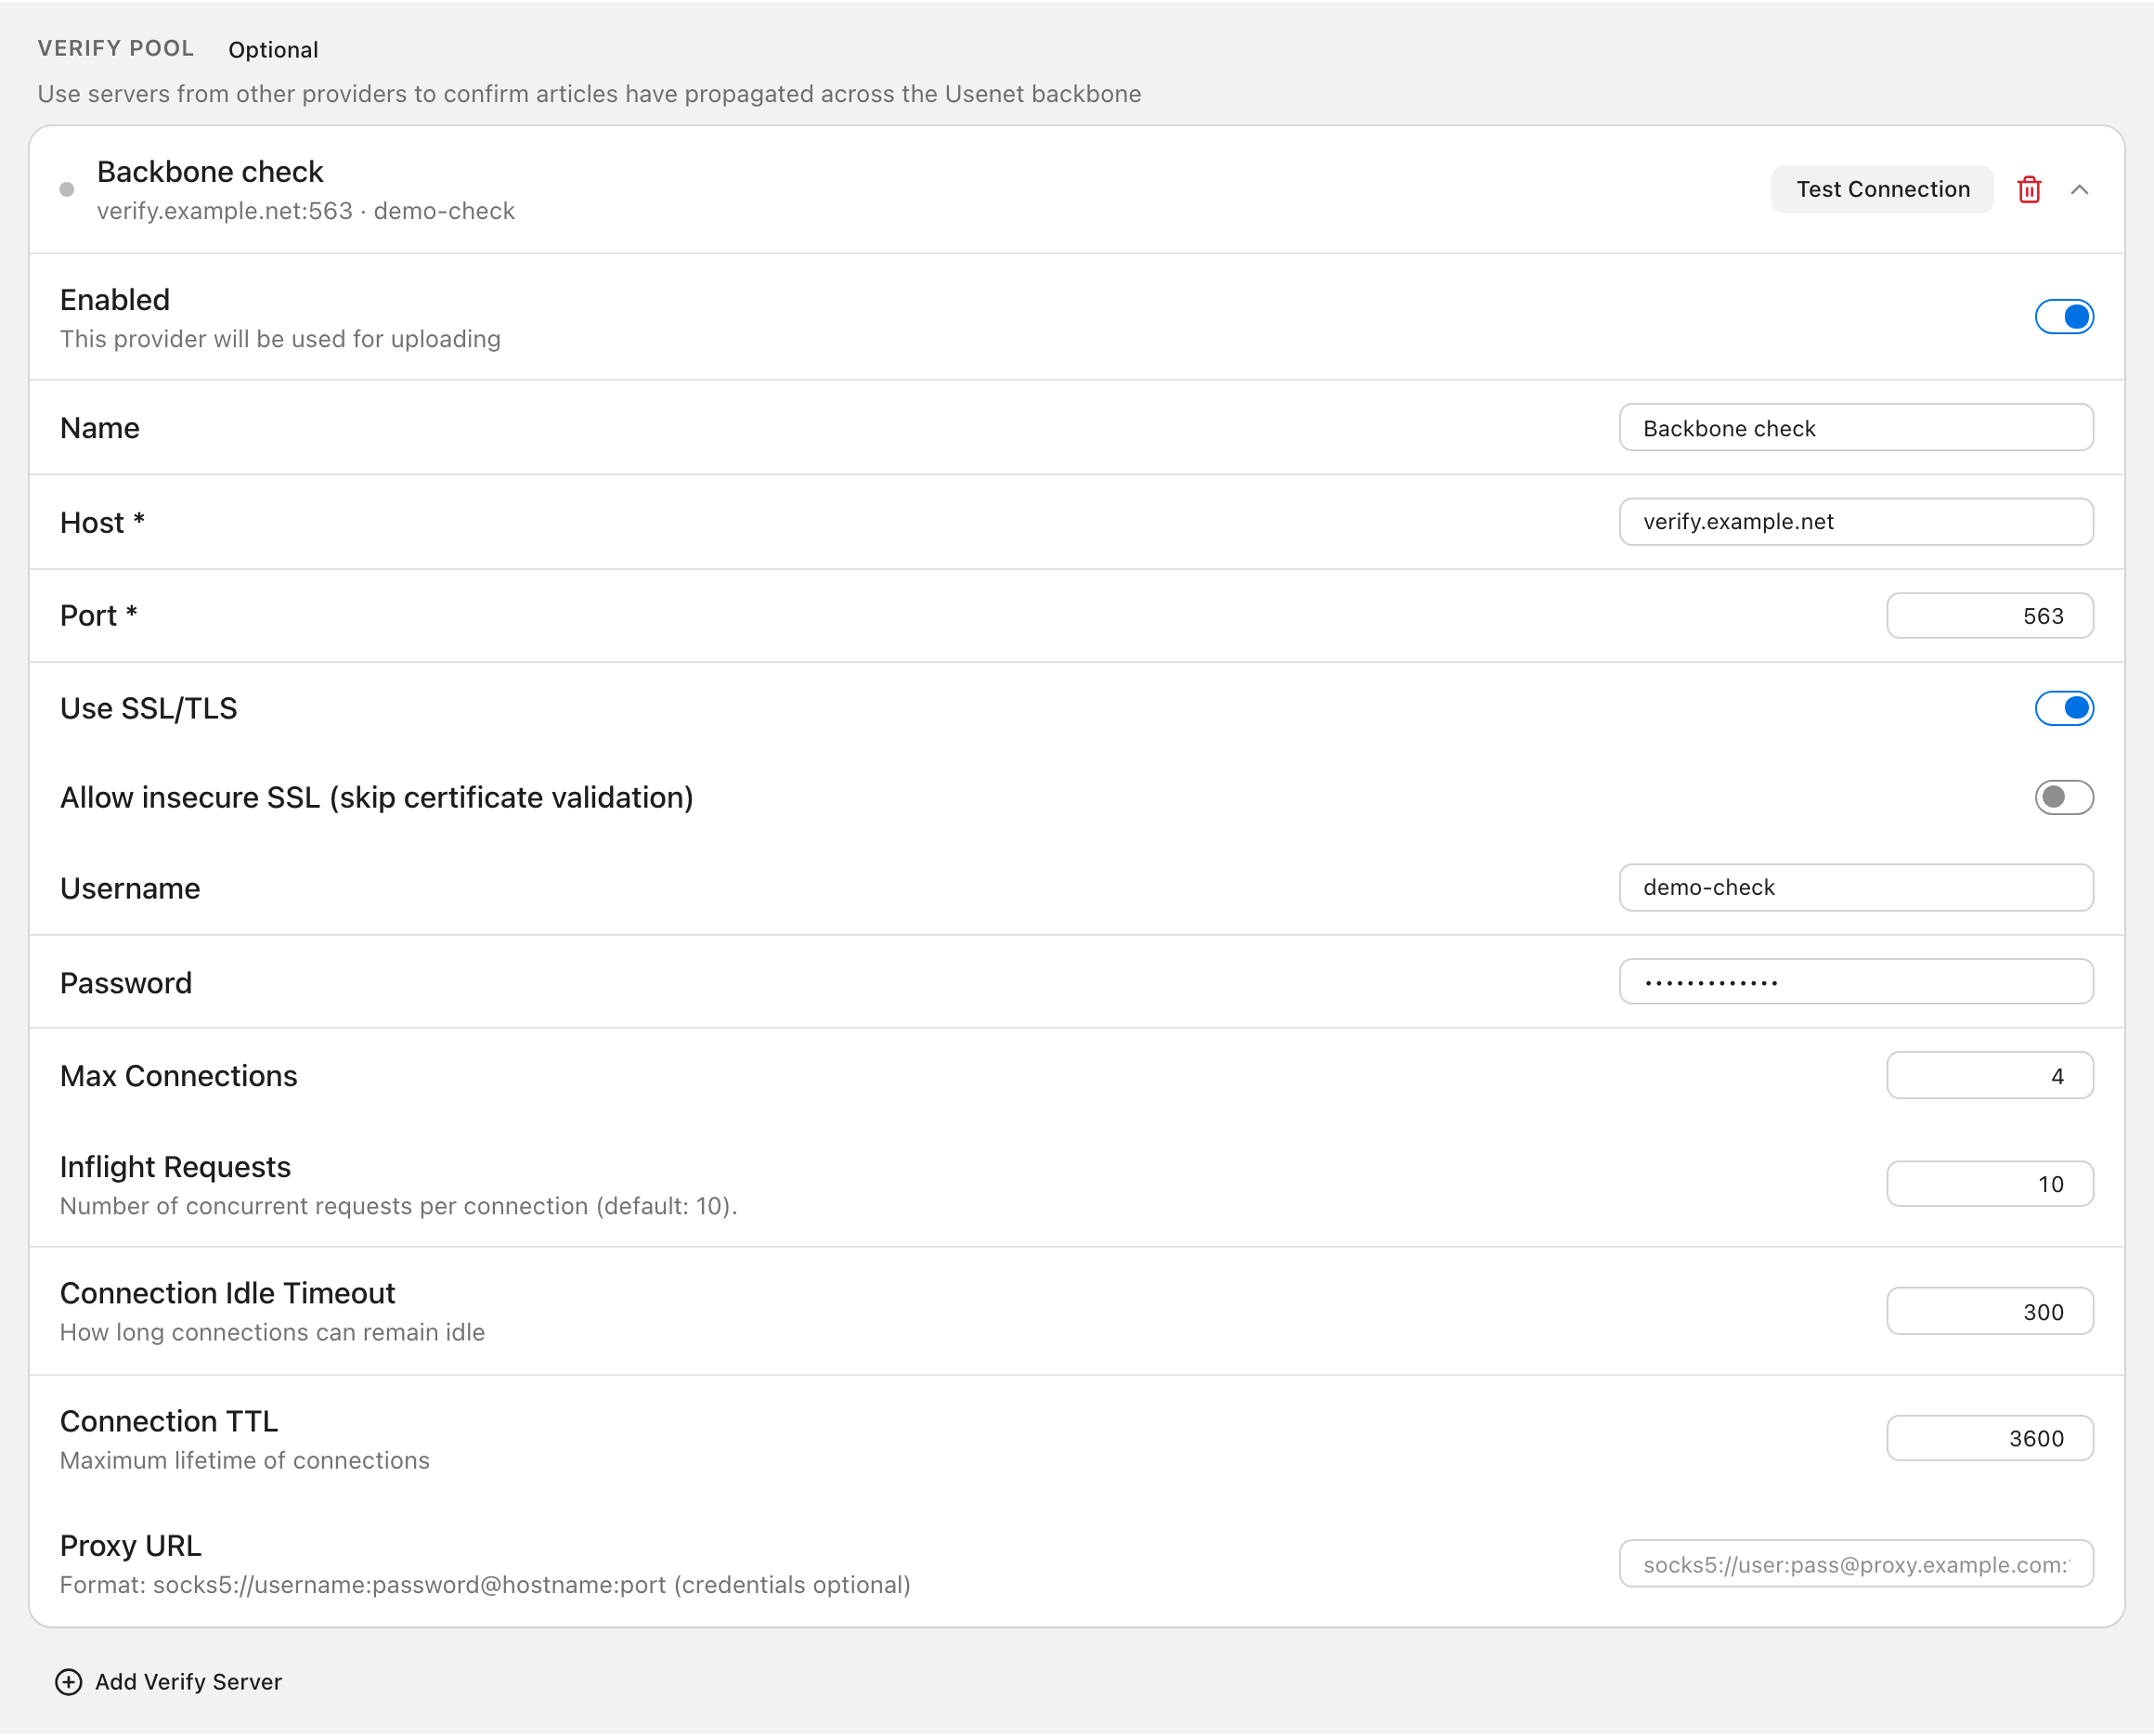 VERIFY POOL Optional
Use servers from other providers to confirm articles have propagated across the Usenet backbone
Backbone check
verify.example.net:563 · demo-check
Test Connection
Enabled
This provider will be used for uploading
Name
Backbone check
Host *
verify.example.net
Port *
563
Use SSL/TLS
Allow insecure SSL (skip certificate validation)
Username
demo-check
Password
•••••••••••••
Max Connections
4
Inflight Requests
Number of concurrent requests per connection (default: 10).
10
Connection Idle Timeout
How long connections can remain idle
300
Connection TTL
Maximum lifetime of connections
3600
Proxy URL
Format: socks5://username:password@hostname:port (credentials optional)
socks5://user:pass@proxy.example.com:
Add Verify Server